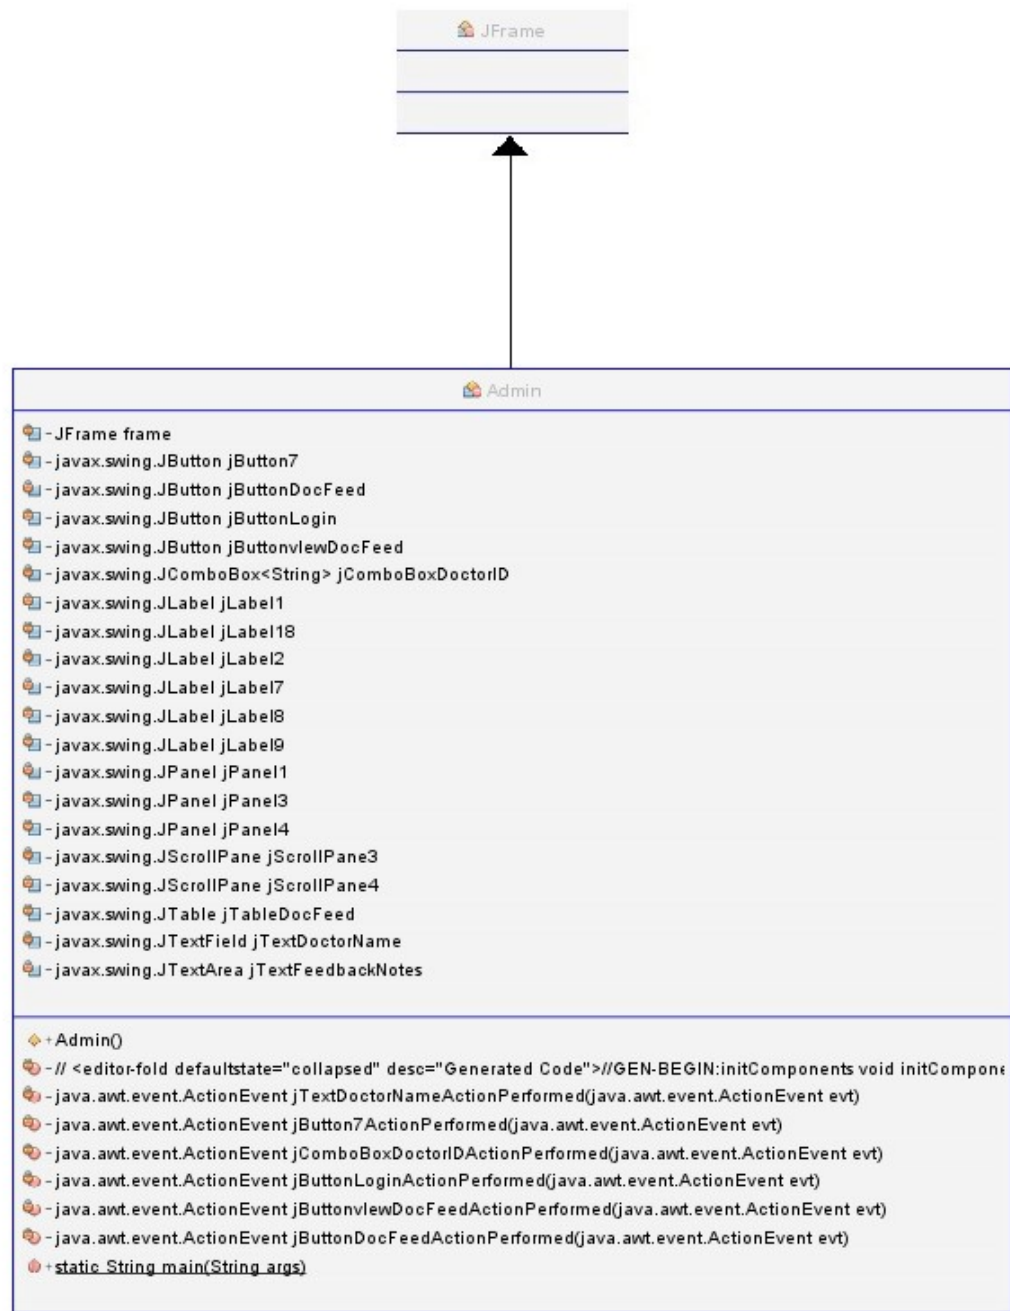 JFrame
Admin
-JFrame frame
-javax.swing.JButton jButton7
-javax.swing.JButton jButtonDocFeed
-javax.swing.JButton jButtonLogin
-javax.swing.JButton jButtonvIewDocFeed
-javax.swing.JComboBox<String> jComboBoxDoctorID
-javax.swing.JLabel jLabel1
-javax.swing.JLabel jLabel18
-javax.swing.JLabel jLabel2
-javax.swing.JLabel jLabel7
-javax.swing.JLabel jLabel8
-javax.swing.JLabel jLabel9
-javax.swing.JPanel jPanel1
-javax.swing.JPanel jPanel3
-javax.swing.JPanel jPanel4
-javax.swing.JScrollPane jScrollPane3
-javax.swing.JScrollPane jScrollPane4
-javax.swing.JTable jTableDocFeed
-javax.swing.JTextField jTextDoctorName
-javax.swing.JTextArea jTextFeedbackNotes
+Admin()
-// <editor-fold defaultstate="collapsed" desc="Generated Code">//GEN-BEGIN:initComponents void initCompone
-java.awt.event.ActionEvent jTextDoctorNameActionPerformed(java.awt.event.ActionEvent evt)
-java.awt.event.ActionEvent jButton7ActionPerformed(java.awt.event.ActionEvent evt)
-java.awt.event.ActionEvent jComboBoxDoctorIDActionPerformed(java.awt.event.ActionEvent evt)
-java.awt.event.ActionEvent jButtonLoginActionPerformed(java.awt.event.ActionEvent evt)
-java.awt.event.ActionEvent jButtonvIewDocFeedActionPerformed(java.awt.event.ActionEvent evt)
-java.awt.event.ActionEvent jButtonDocFeedActionPerformed(java.awt.event.ActionEvent evt)
+static String main(String args)